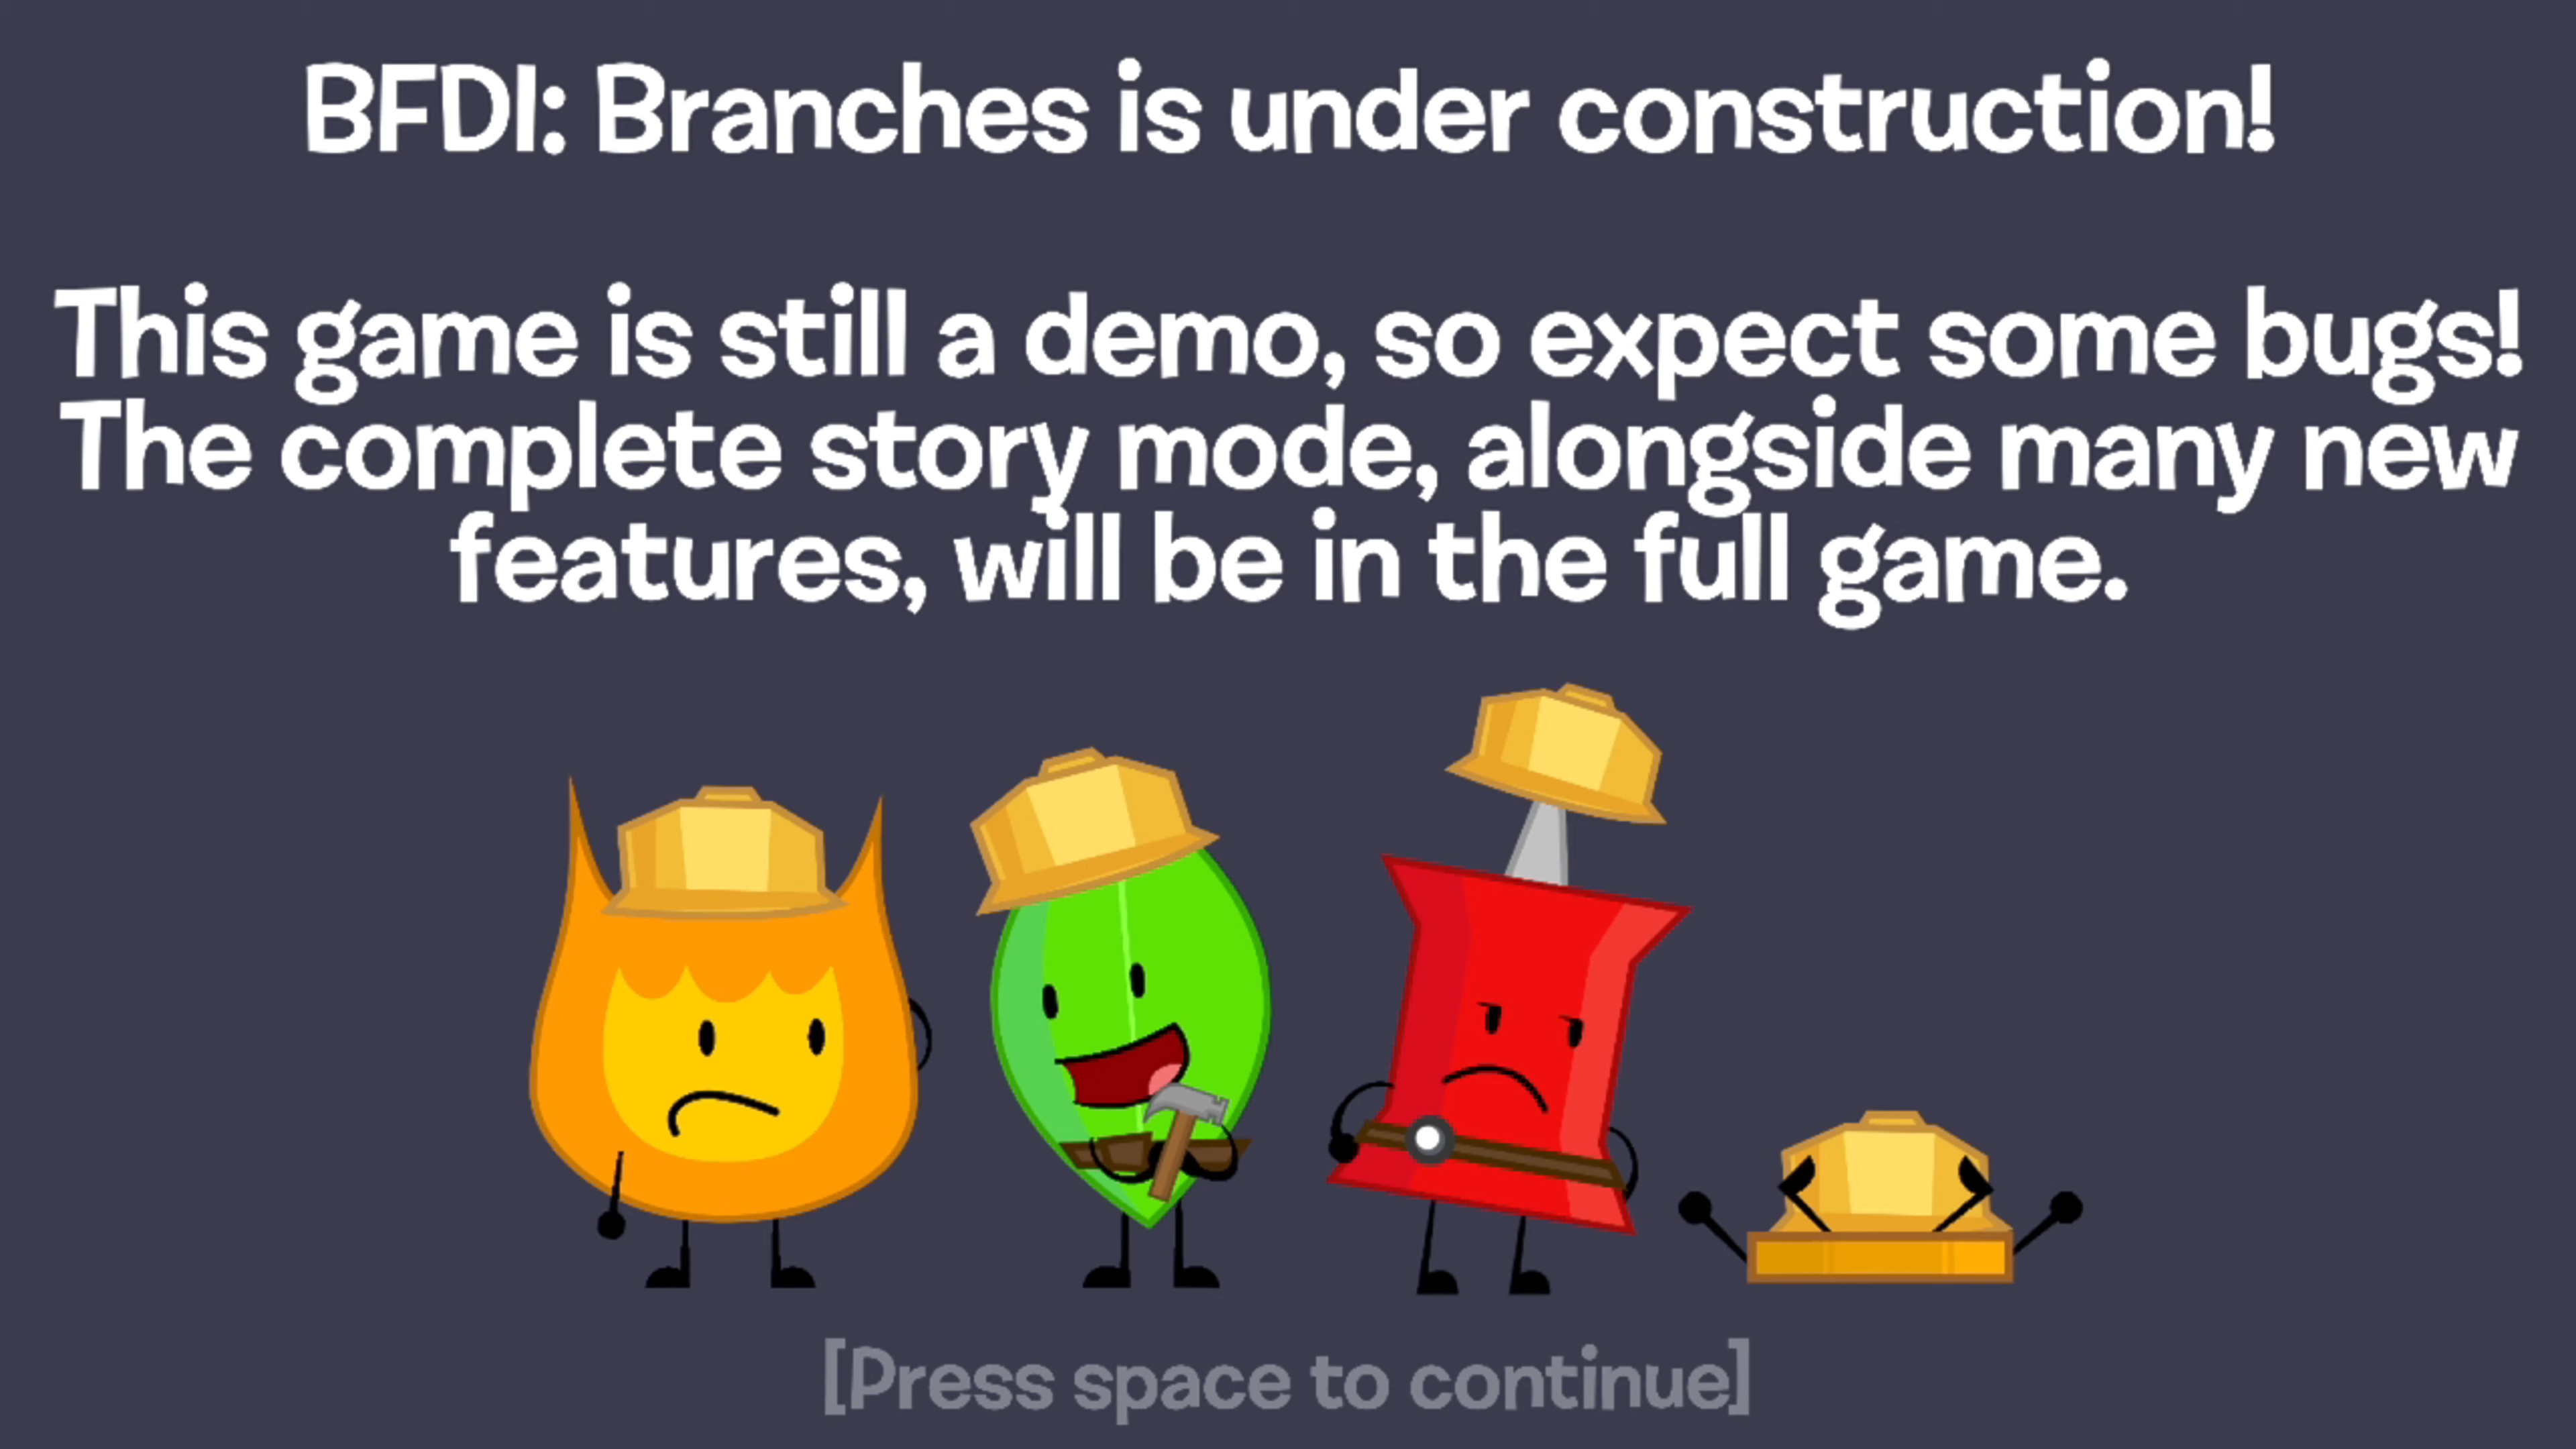 BFDI: Branches is under construction!
This game is still a demo, so expect some bugs!
The complete story mode, alongside many new
features, will be in the full game.
[Press space to continue]